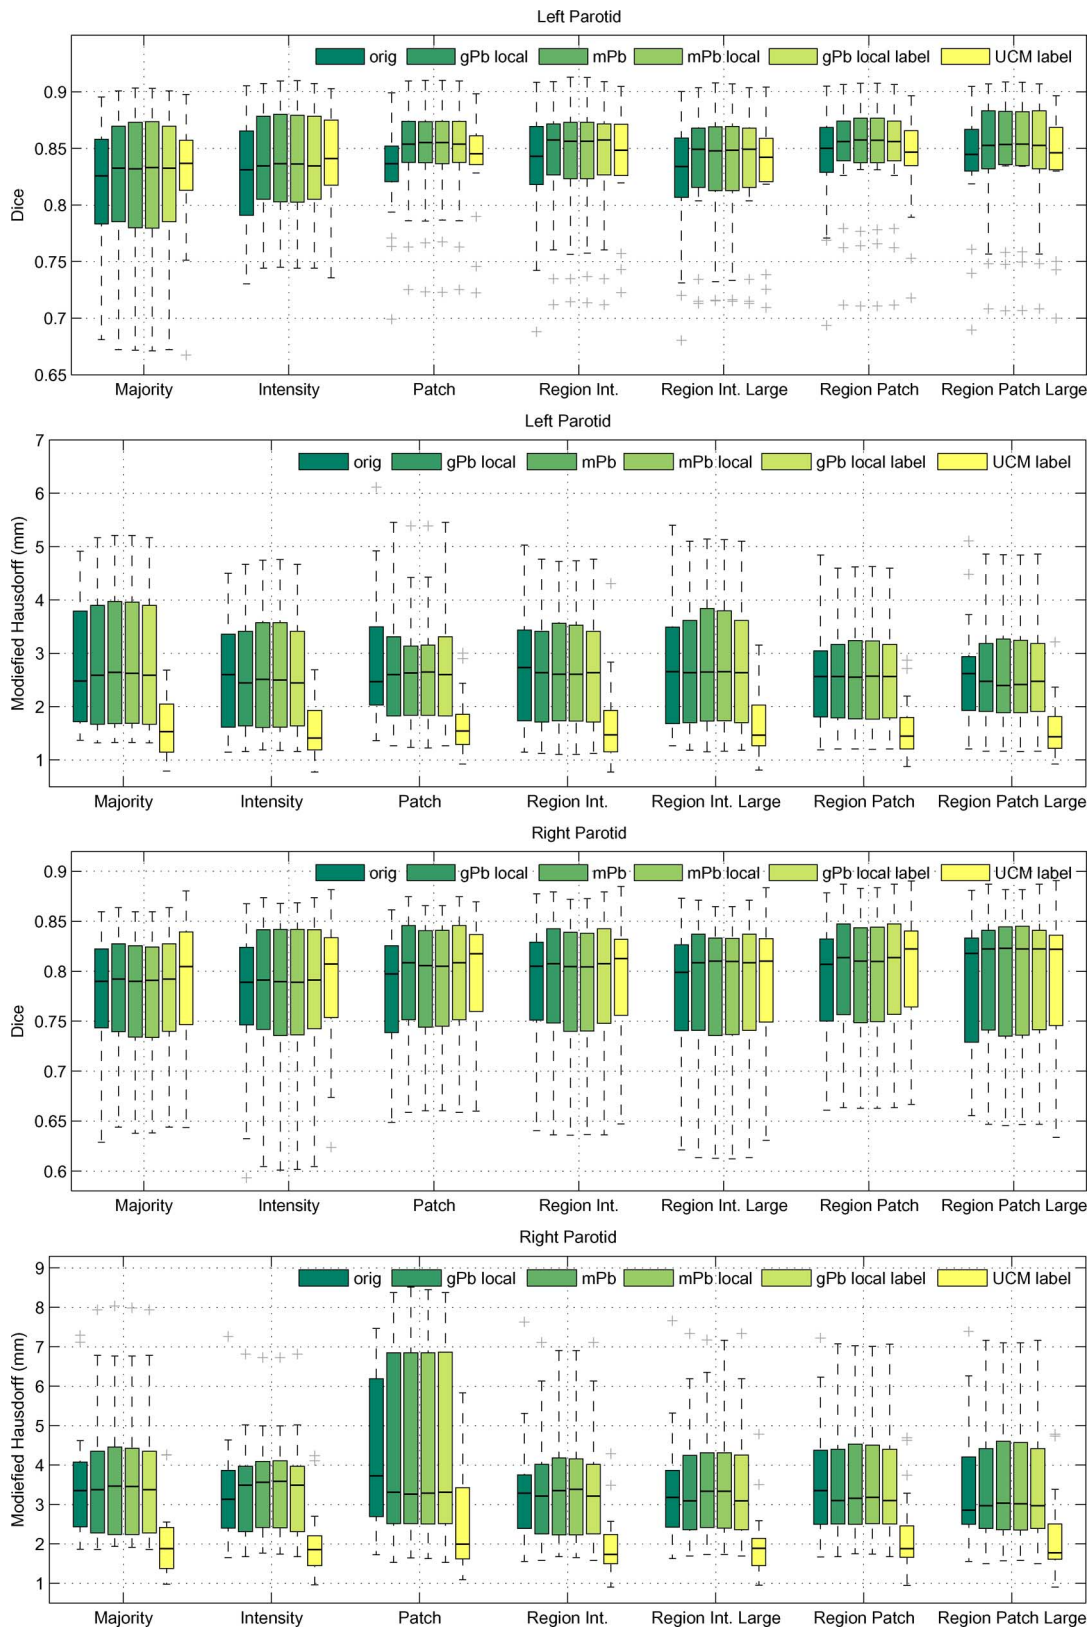 Left Parotid
orig gPb local mPb mPb local gPb local label UCM label
Dice
0.9
0.85
0.8
0.75
0.7
0.65
Majority Intensity Patch Region Int. Region Int. Large Region Patch Region Patch Large
Left Parotid
orig gPb local mPb mPb local gPb local label UCM label
Modiefied Hausdorff (mm)
7
6
5
4
3
2
1
Majority Intensity Patch Region Int. Region Int. Large Region Patch Region Patch Large
Right Parotid
orig gPb local mPb mPb local gPb local label UCM label
Dice
0.9
0.85
0.8
0.75
0.7
0.65
0.6
Majority Intensity Patch Region Int. Region Int. Large Region Patch Region Patch Large
Right Parotid
orig gPb local mPb mPb local gPb local label UCM label
Modiefied Hausdorff (mm)
9
8
7
6
5
4
3
2
1
Majority Intensity Patch Region Int. Region Int. Large Region Patch Region Patch Large